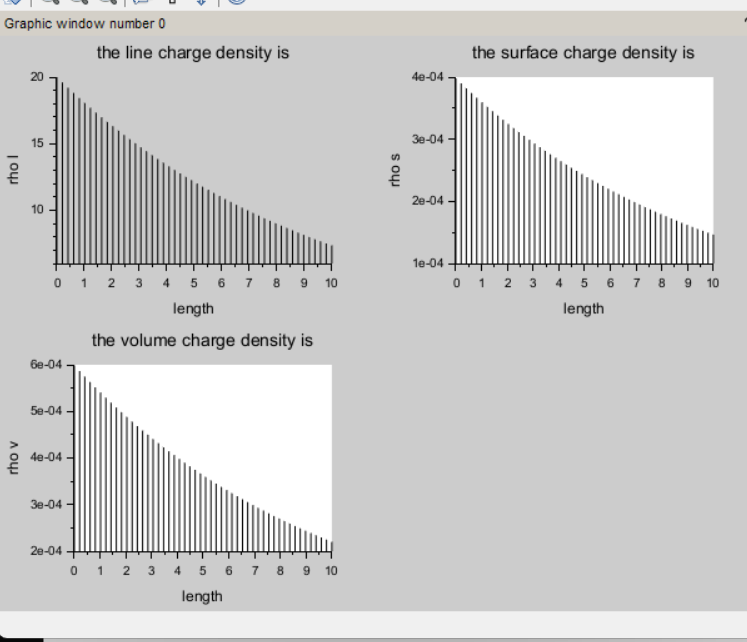 Graphic window number 0
the line charge density is
20
15
10
rho l
0 1 2 3 4 5 6 7 8 9 10
length
the surface charge density is
4e-04
3e-04
2e-04
1e-04
rho s
0 1 2 3 4 5 6 7 8 9 10
length
the volume charge density is
6e-04
5e-04
4e-04
3e-04
2e-04
rho v
0 1 2 3 4 5 6 7 8 9 10
length